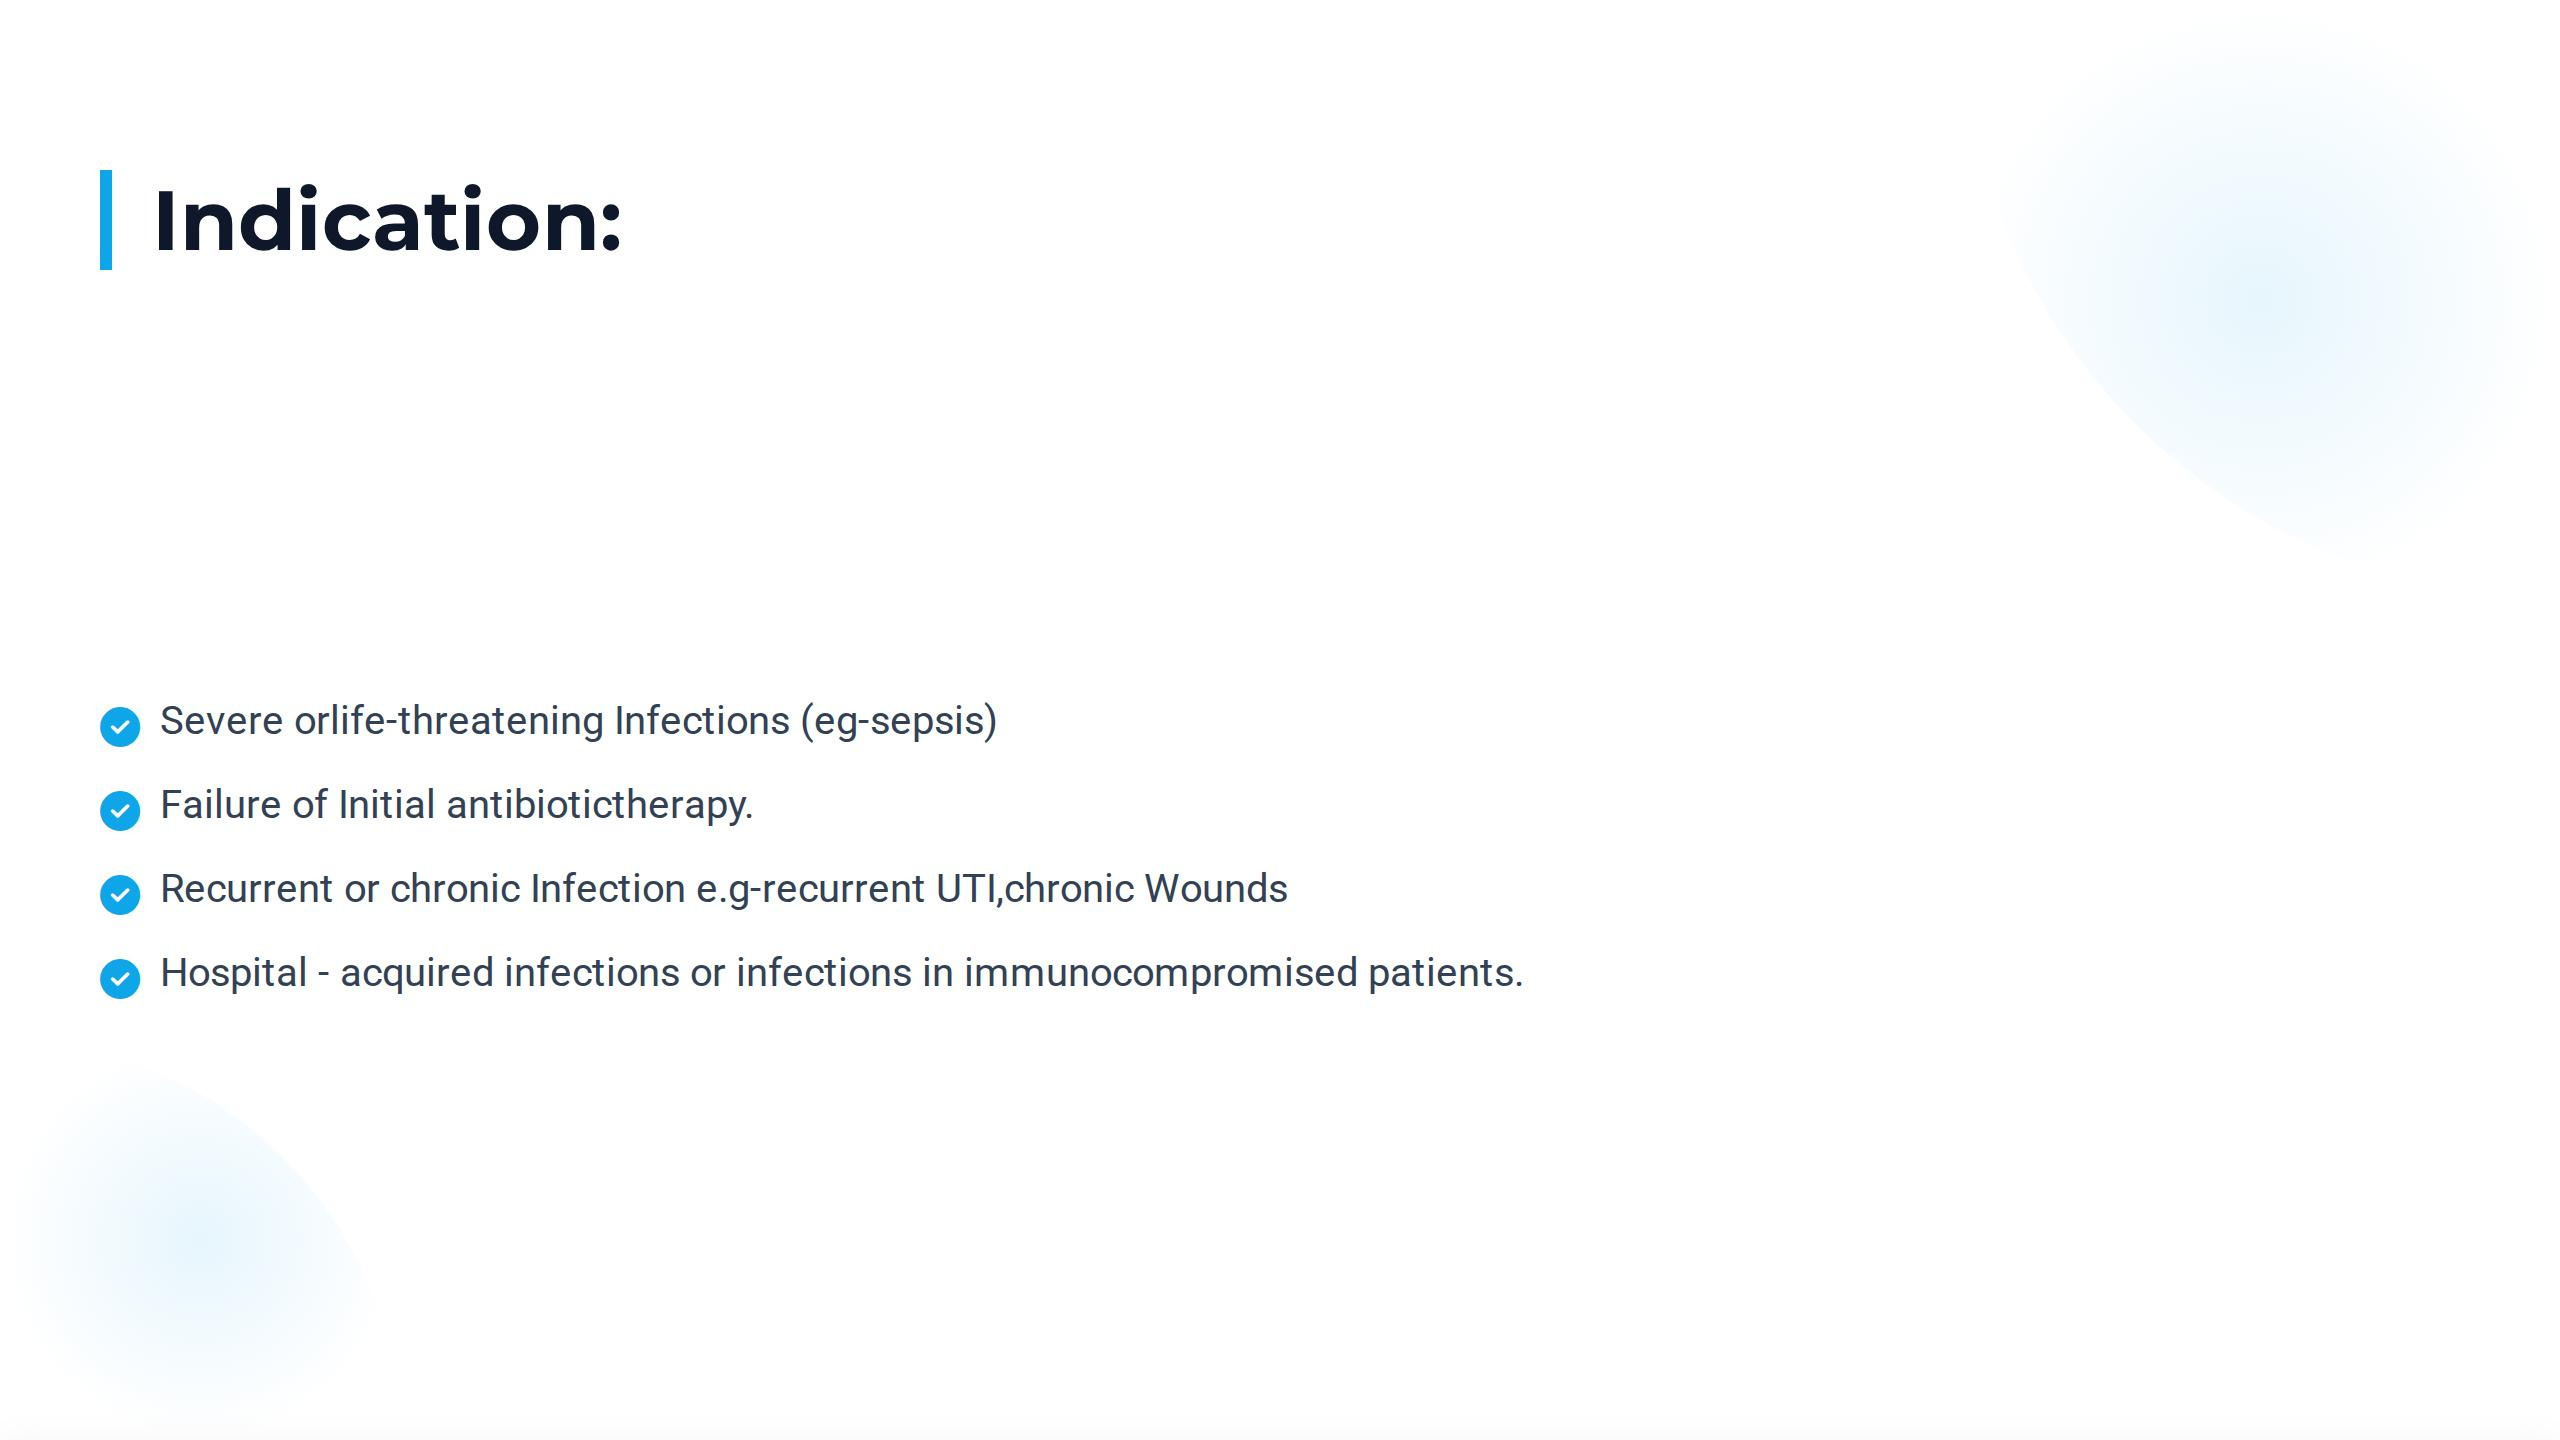 Indication:
Severe orlife-threatening Infections (eg-sepsis)
Failure of Initial antibiotictherapy.
Recurrent or chronic Infection e.g-recurrent UTI,chronic Wounds
Hospital - acquired infections or infections in immunocompromised patients.